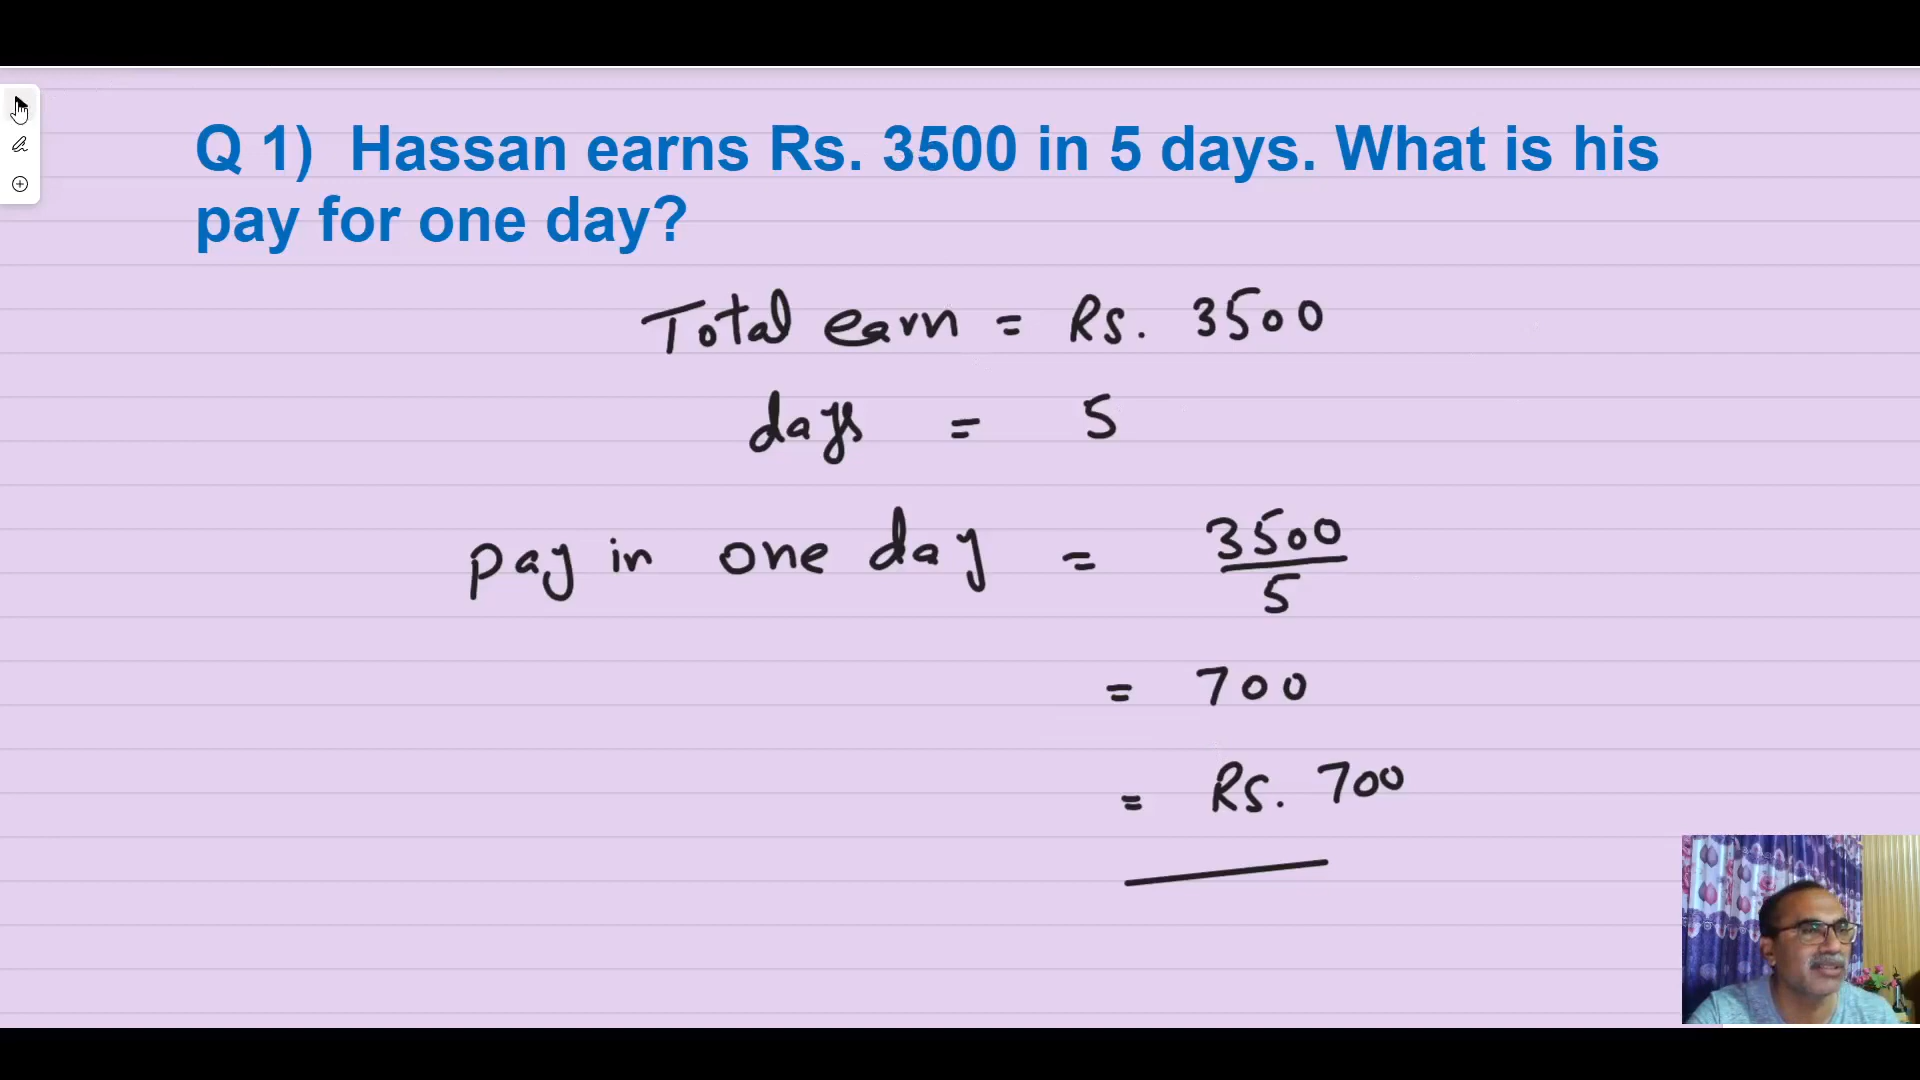 Q 1) Hassan earns Rs. 3500 in 5 days. What is his
pay for one day?
Total earn = Rs. 3500
days = 5
pay in one day = 3500
5
= 700
= Rs. 700